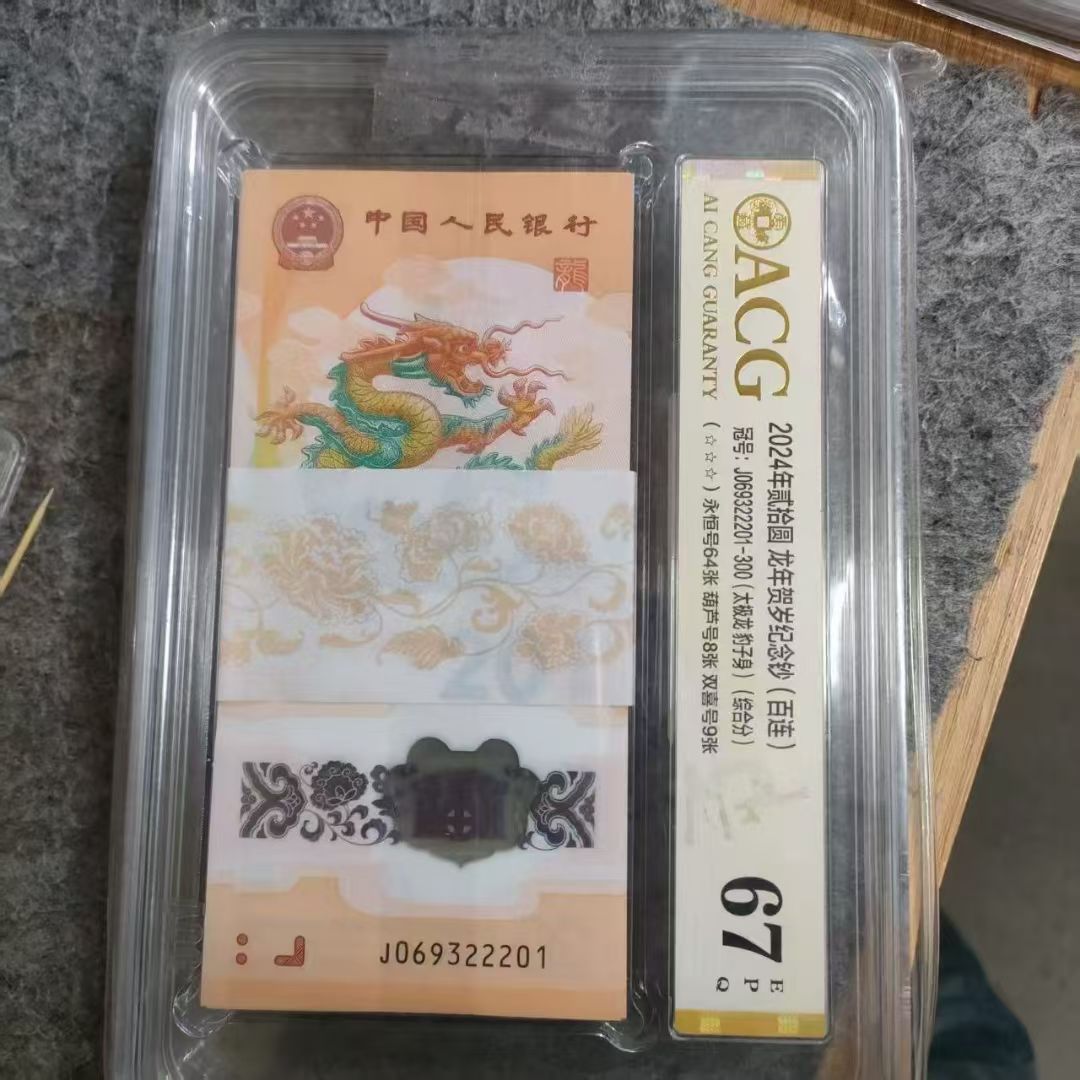 中国人民银行
龍
J069322201
ACG
AI CANG GUARANTY
2024年贰拾圆 龙年贺岁纪念钞（百连）
冠号：J069322201-300（太极龙 豹子身）（综合分）
（☆☆☆）永恒号64张 葫芦号8张 双喜号9张
67
E
P
Q